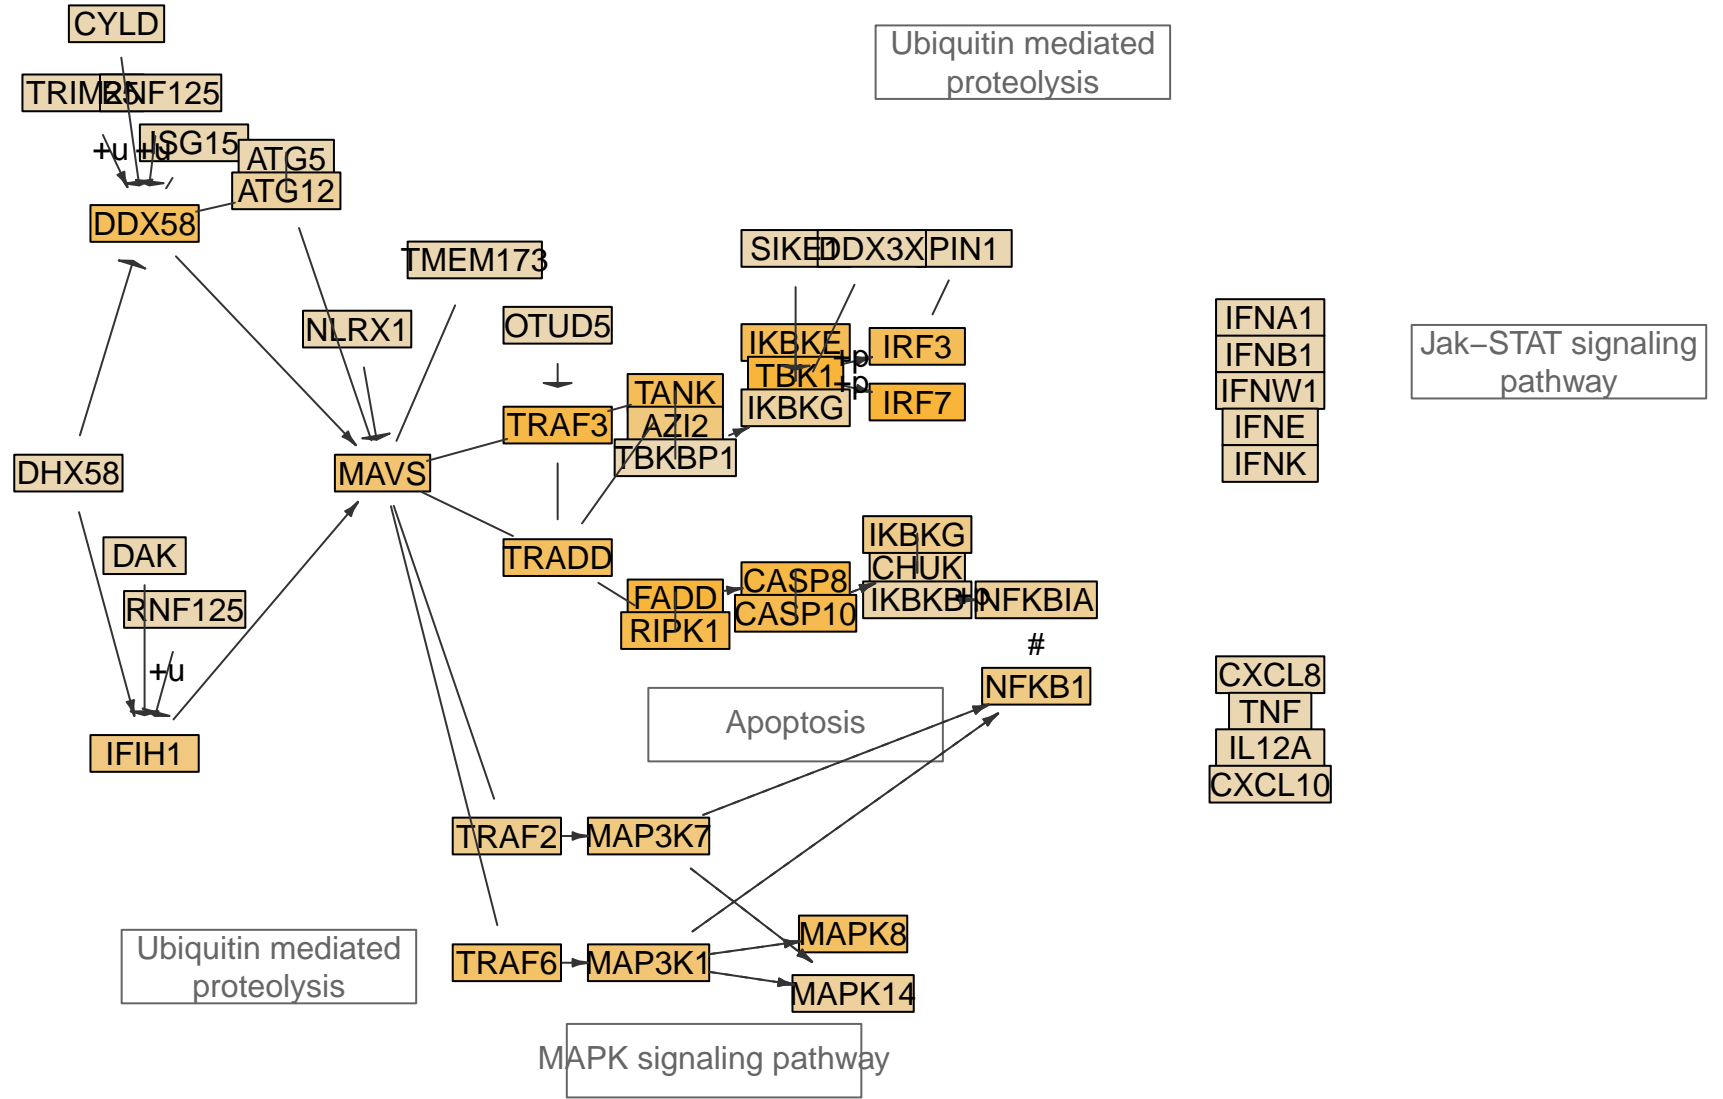 CYLD
Ubiquitin mediated
proteolysis
TRIM25
RNF125
ISG15
+u
+u
ATG5
ATG12
DDX58
TMEM173
SIKE1
DDX3X
PIN1
NLRX1
OTUD5
IKBKE
+p
IRF3
TBK1
+p
IKBKG
IRF7
IFNA1
IFNB1
IFNW1
IFNE
IFNK
Jak−STAT signaling
pathway
TANK
TRAF3
AZI2
TBKBP1
DHX58
MAVS
DAK
TRADD
IKBKG
CHUK
IKBKB
+p
NFKBIA
RNF125
FADD
RIPK1
CASP8
CASP10
#
+u
NFKB1
CXCL8
TNF
IL12A
CXCL10
Apoptosis
IFIH1
TRAF2
MAP3K7
Ubiquitin mediated
proteolysis
TRAF6
MAP3K1
MAPK8
MAPK14
MAPK signaling pathway